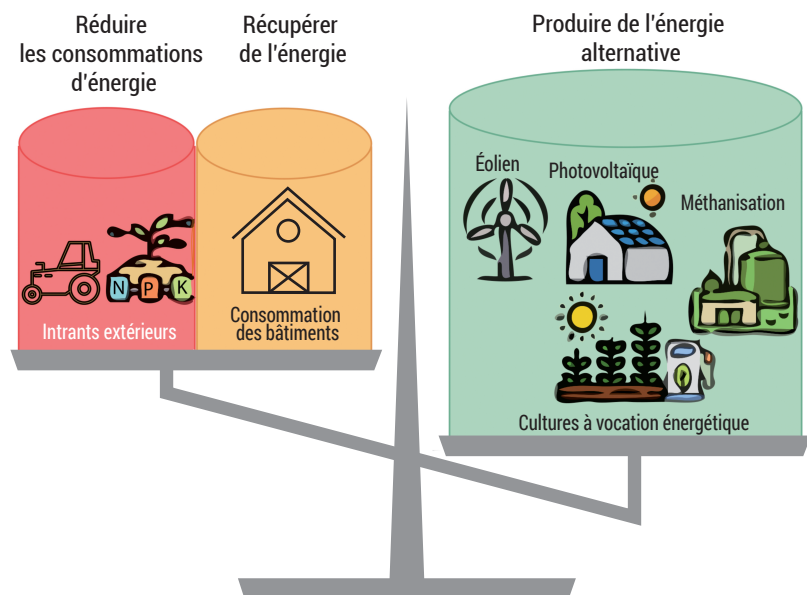 Réduire
les consommations
d'énergie
Récupérer
de l'énergie
Produire de l'énergie
alternative
Éolien
Photovoltaïque
Méthanisation
N P K
Intrants extérieurs
Consommation
des bâtiments
Cultures à vocation énergétique